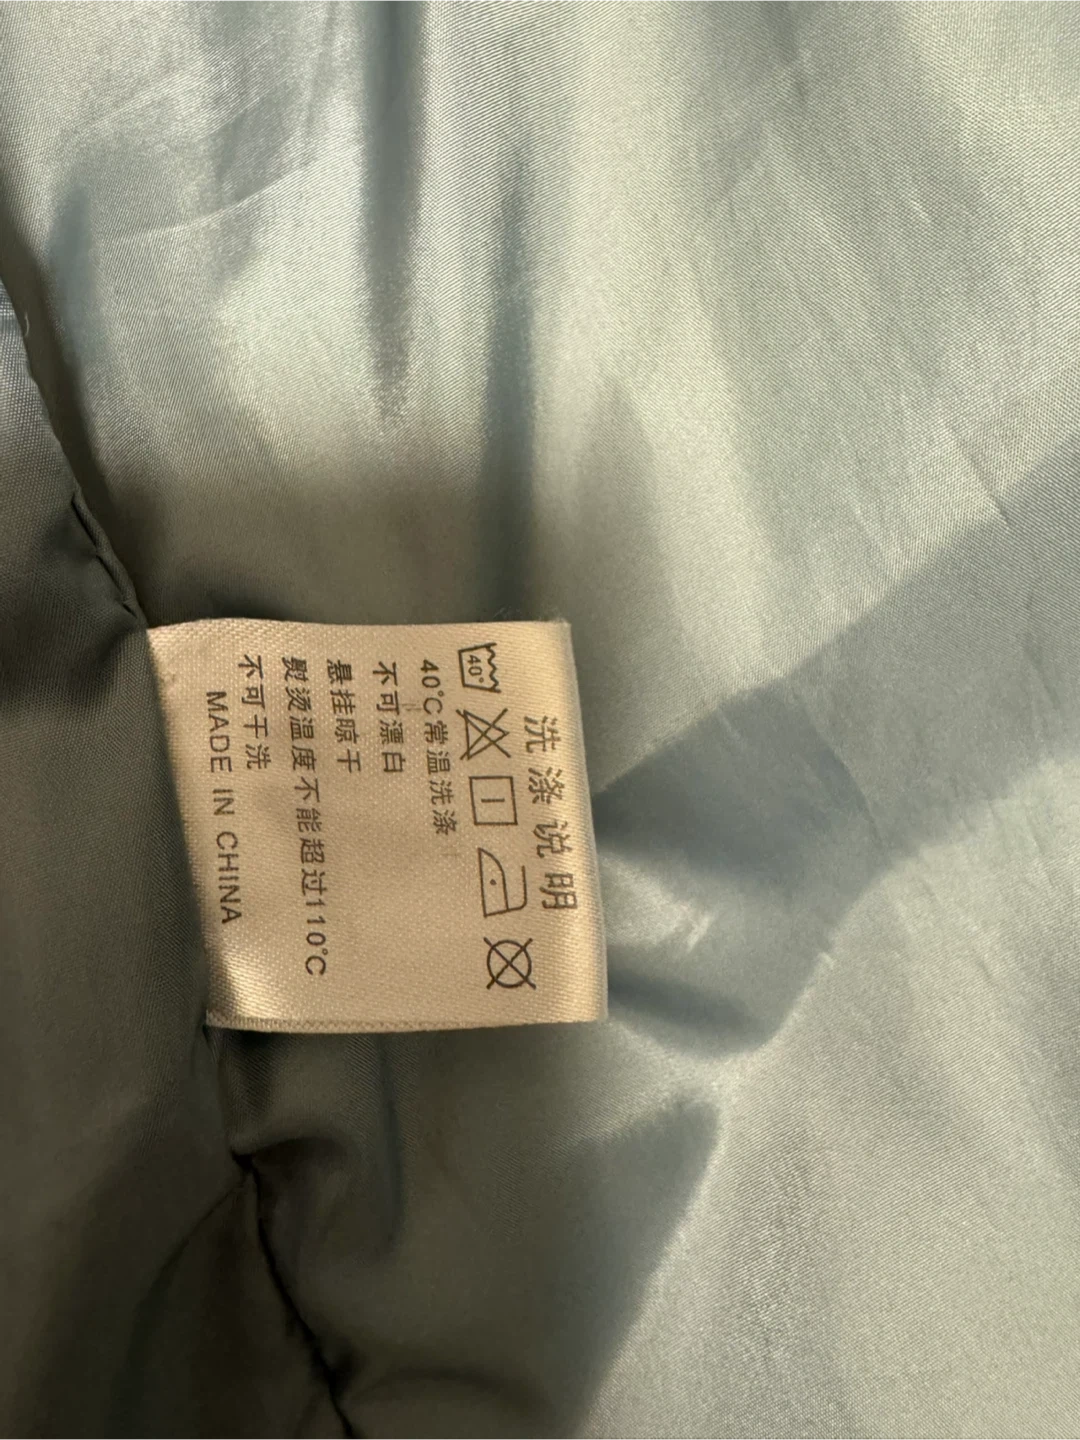 洗涤说明
40°
40°C常温洗涤
不可漂白
悬挂晾干
熨烫温度不能超过110°C
不可干洗
MADE IN CHINA